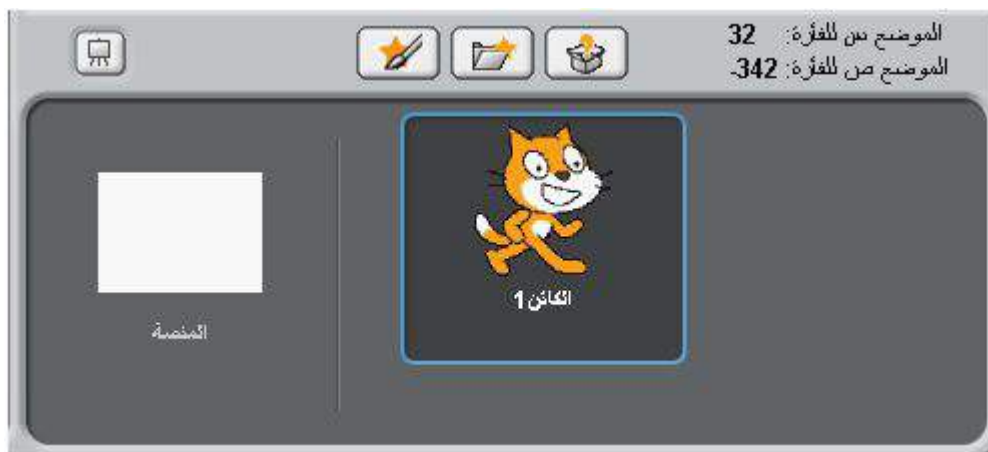 الموضع س للفأرة: 32
الموضع ص للفأرة: -342
الكائن1
المنصة